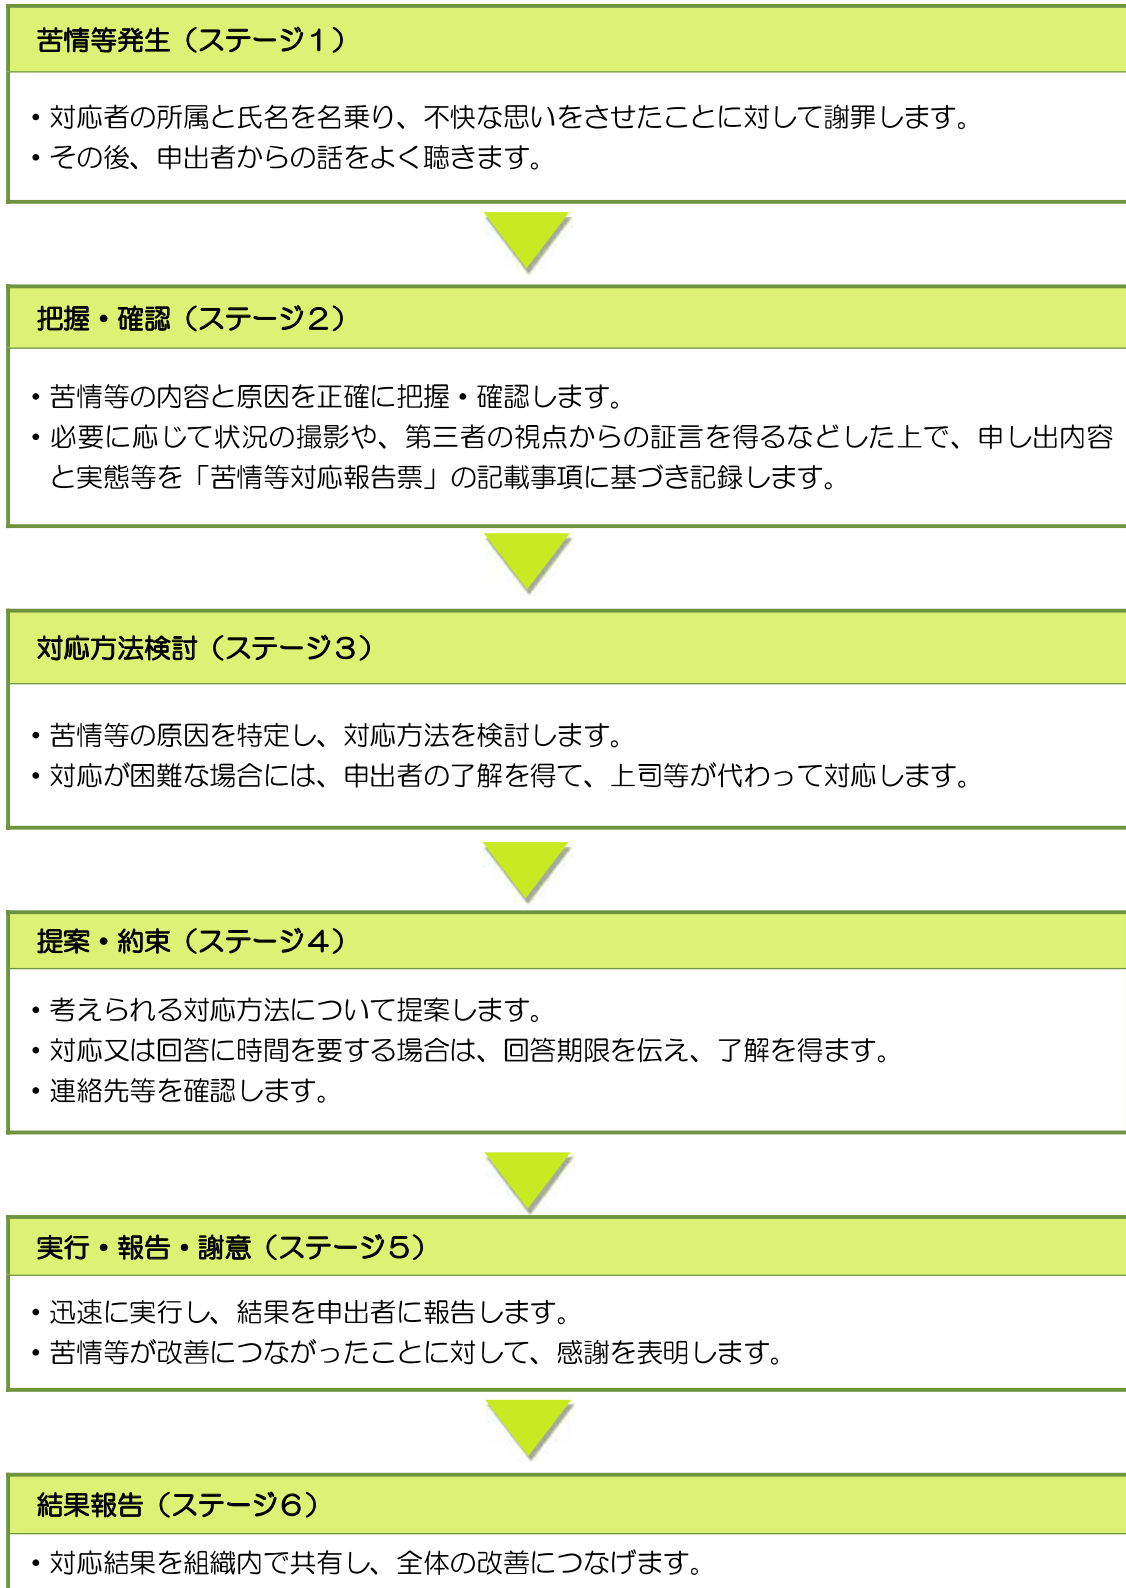 苦情等発生（ステージ１）
・対応者の所属と氏名を名乗り、不快な思いをさせたことに対して謝罪します。
・その後、申出者からの話をよく聴きます。
把握・確認（ステージ２）
・苦情等の内容と原因を正確に把握・確認します。
・必要に応じて状況の撮影や、第三者の視点からの証言を得るなどした上で、申し出内容
と実態等を「苦情等対応報告票」の記載事項に基づき記録します。
対応方法検討（ステージ３）
・苦情等の原因を特定し、対応方法を検討します。
・対応が困難な場合には、申出者の了解を得て、上司等が代わって対応します。
提案・約束（ステージ４）
・考えられる対応方法について提案します。
・対応又は回答に時間を要する場合は、回答期限を伝え、了解を得ます。
・連絡先等を確認します。
実行・報告・謝意（ステージ５）
・迅速に実行し、結果を申出者に報告します。
・苦情等が改善につながったことに対して、感謝を表明します。
結果報告（ステージ６）
・対応結果を組織内で共有し、全体の改善につなげます。